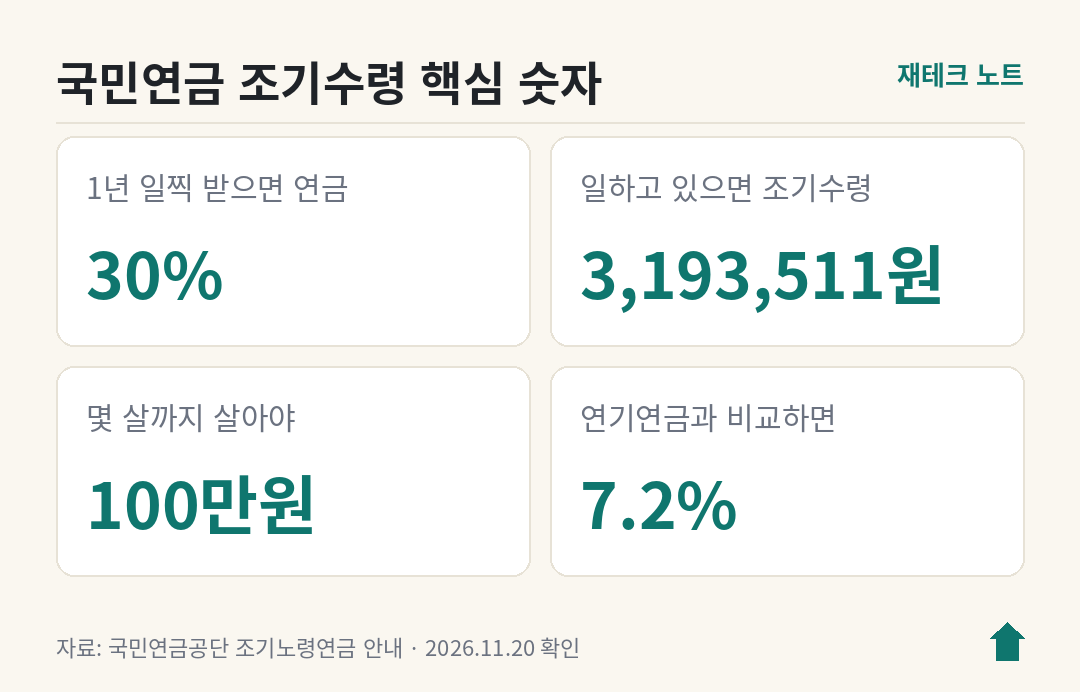 국민연금 조기수령 핵심 숫자
재테크 노트
1년 일찍 받으면 연금
30%
일하고 있으면 조기수령
3,193,511원
몇 살까지 살아야
100만원
연기연금과 비교하면
7.2%
자료: 국민연금공단 조기노령연금 안내 · 2026.11.20 확인